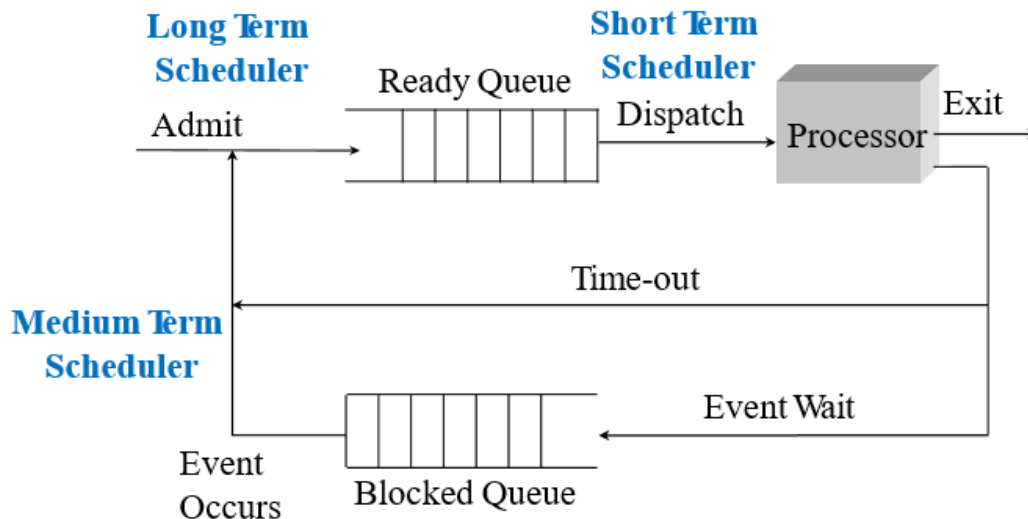 Long Term
Scheduler
Short Term
Scheduler
Ready Queue
Admit
Dispatch
Processor
Exit
Time-out
Medium Term
Scheduler
Event Wait
Event
Occurs
Blocked Queue